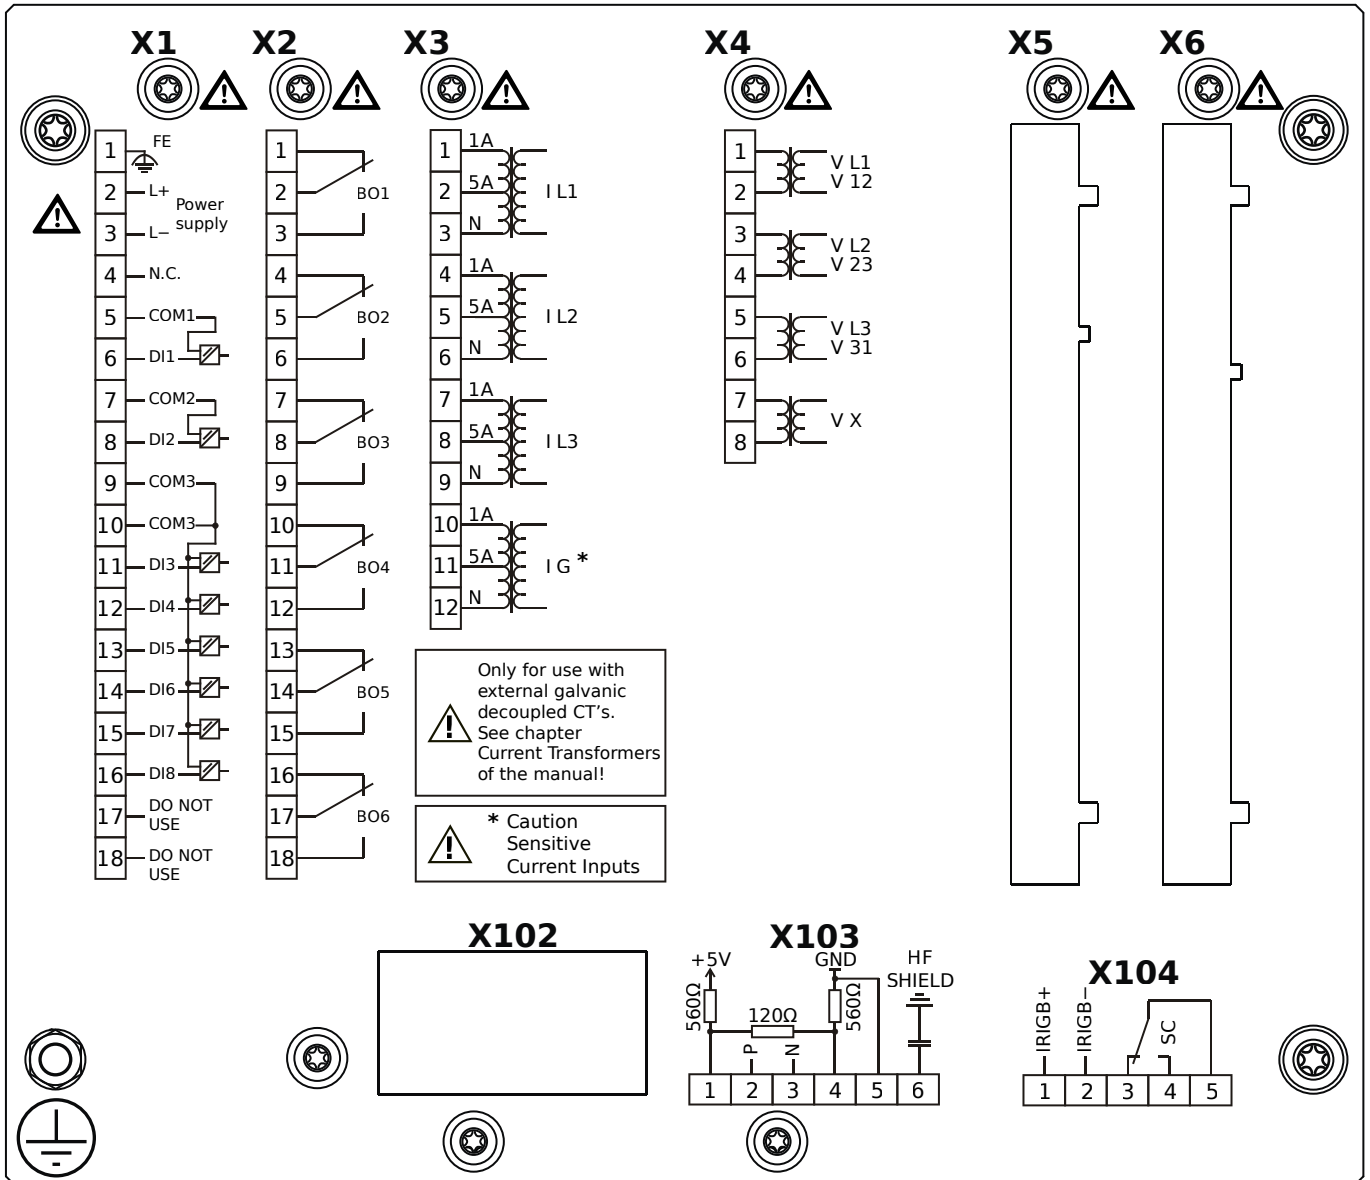 X1 X2 X3 X4 X5 X6
1 FE
2 L+ Power
3 L− supply
4 N.C.
5 COM1
6 DI1
7 COM2
8 DI2
9 COM3
10 COM3
11 DI3
12 DI4
13 DI5
14 DI6
15 DI7
16 DI8
17 DO NOT
USE
18 DO NOT
USE
1
2 BO1
3
4
5 BO2
6
7
8 BO3
9
10
11 BO4
12
13
14 BO5
15
16
17 BO6
18
1 1A
2 5A I L1
3 N
4 1A
5 5A I L2
6 N
7 1A
8 5A I L3
9 N
10 1A
11 5A I G *
12 N
Only for use with
external galvanic
decoupled CT's.
See chapter
Current Transformers
of the manual!
* Caution
Sensitive
Current Inputs
1 V L1
2 V 12
3 V L2
4 V 23
5 V L3
6 V 31
7 V X
8
X102
X103
+5V GND HF
SHIELD
560Ω 120Ω 560Ω
P N
1 2 3 4 5 6
X104
IRIGB+ IRIGB− SC
1 2 3 4 5